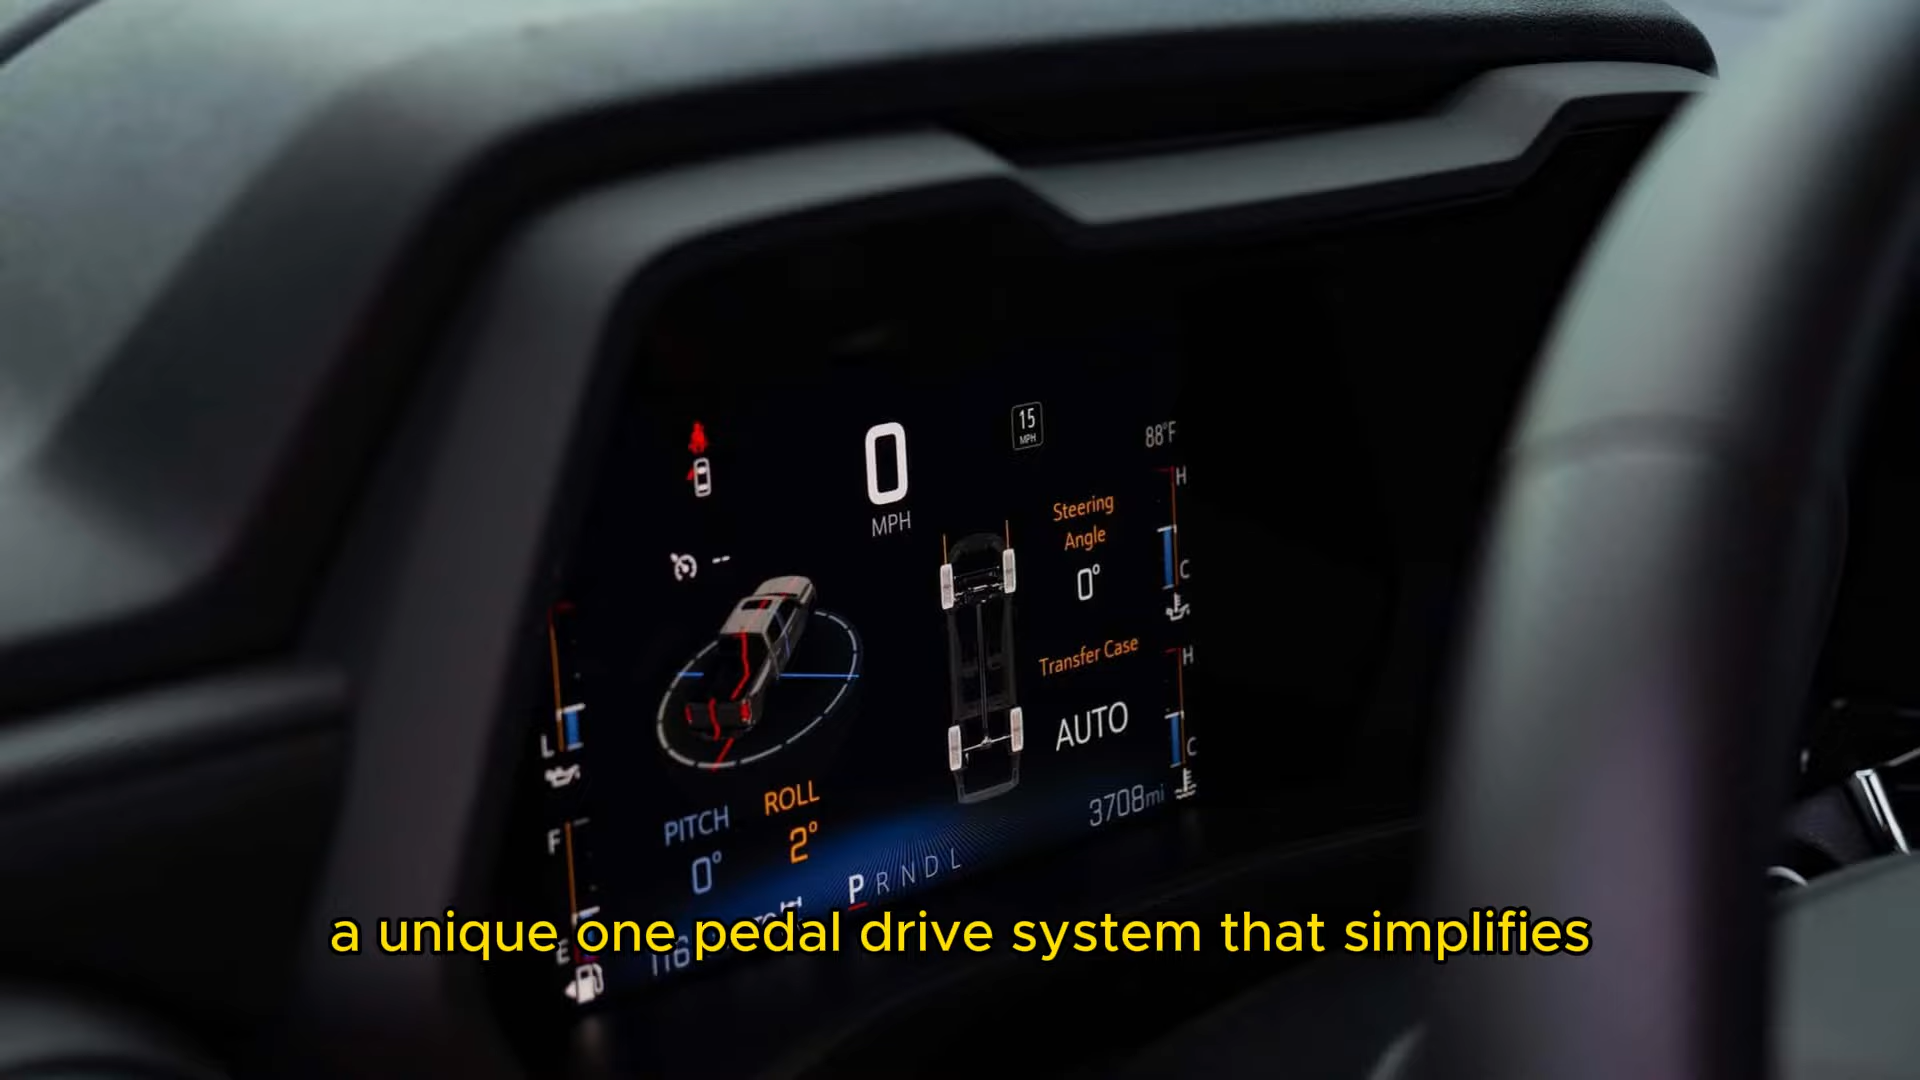 0
MPH
15
MPH
88°F
H
Steering
Angle
0°
C
--
Transfer Case
H
AUTO
C
L
PITCH
0°
ROLL
2°
3708mi
F
P R N D L
E
116
a unique one pedal drive system that simplifies